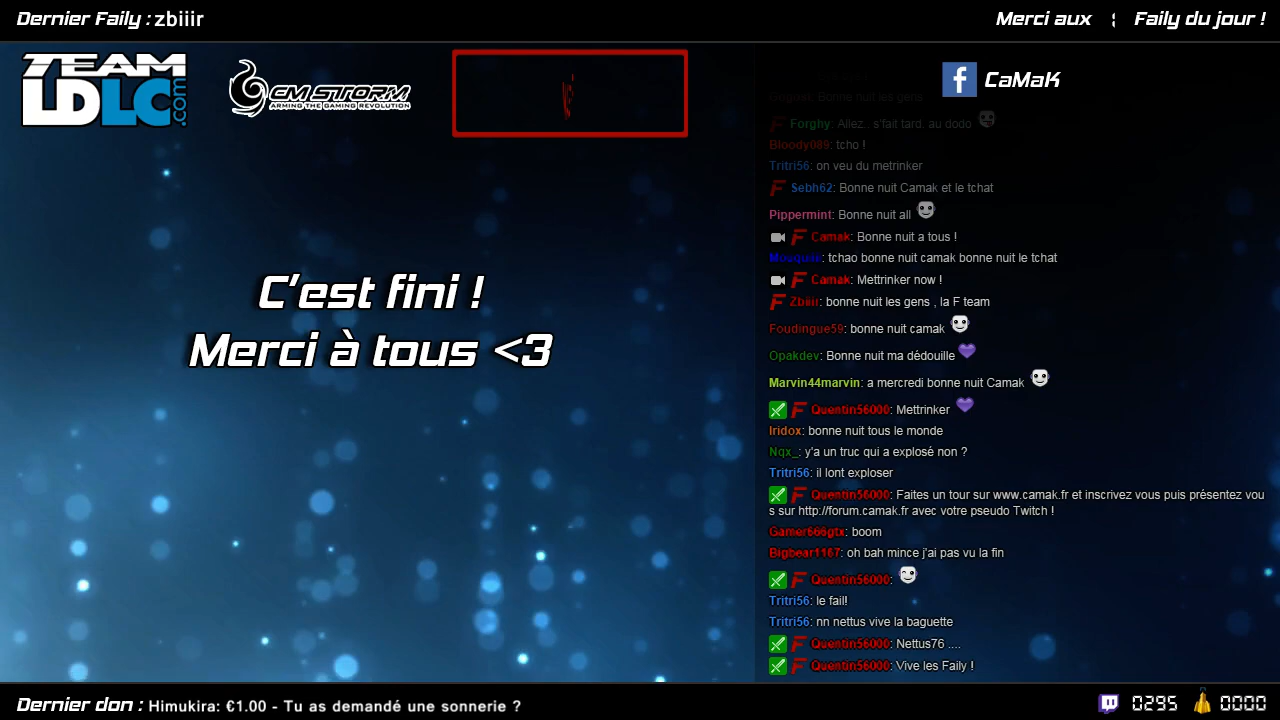 Dernier Faily : zbiiir
Merci aux
Faily du jour !
TEAM
LDLC.com
CM STORM
ARMING THE GAMING REVOLUTION
f CaMaK
Bonne nuit les gens
Forghy: Allez.. s'fait tard. au dodo
Bloody089: tcho !
Tritri56: on veu du metrinker
Sebh62: Bonne nuit Camak et le tchat
Pippermint: Bonne nuit all
Camak: Bonne nuit a tous !
tchao bonne nuit camak bonne nuit le tchat
Camak: Mettrinker now !
Zbiiir: bonne nuit les gens , la F team
Foudingue59: bonne nuit camak
Opakdev: Bonne nuit ma dédouille
Marvin44marvin: a mercredi bonne nuit Camak
Quentin56000: Mettrinker
Iridox: bonne nuit tous le monde
Nqx_: y'a un truc qui a explosé non ?
Tritri56: il lont exploser
Quentin56000: Faites un tour sur www.camak.fr et inscrivez vous puis présentez vou
s sur http://forum.camak.fr avec votre pseudo Twitch !
Gamer666gtx: boom
Bigbear1167: oh bah mince j'ai pas vu la fin
Quentin56000:
Tritri56: le fail!
Tritri56: nn nettus vive la baguette
Quentin56000: Nettus76 ....
Quentin56000: Vive les Faily !
C'est fini !
Merci à tous <3
Dernier don : Himukira: €1.00 - Tu as demandé une sonnerie ?
0295
0000